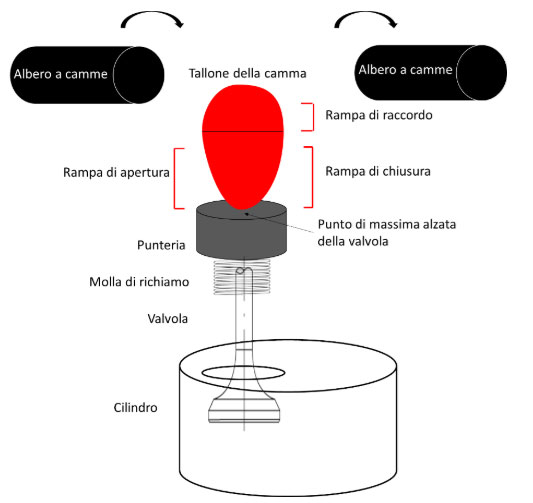 Albero a camme
Albero a camme
Tallone della camma
Rampa di raccordo
Rampa di apertura
Rampa di chiusura
Punto di massima alzata
della valvola
Punteria
Molla di richiamo
Valvola
Cilindro